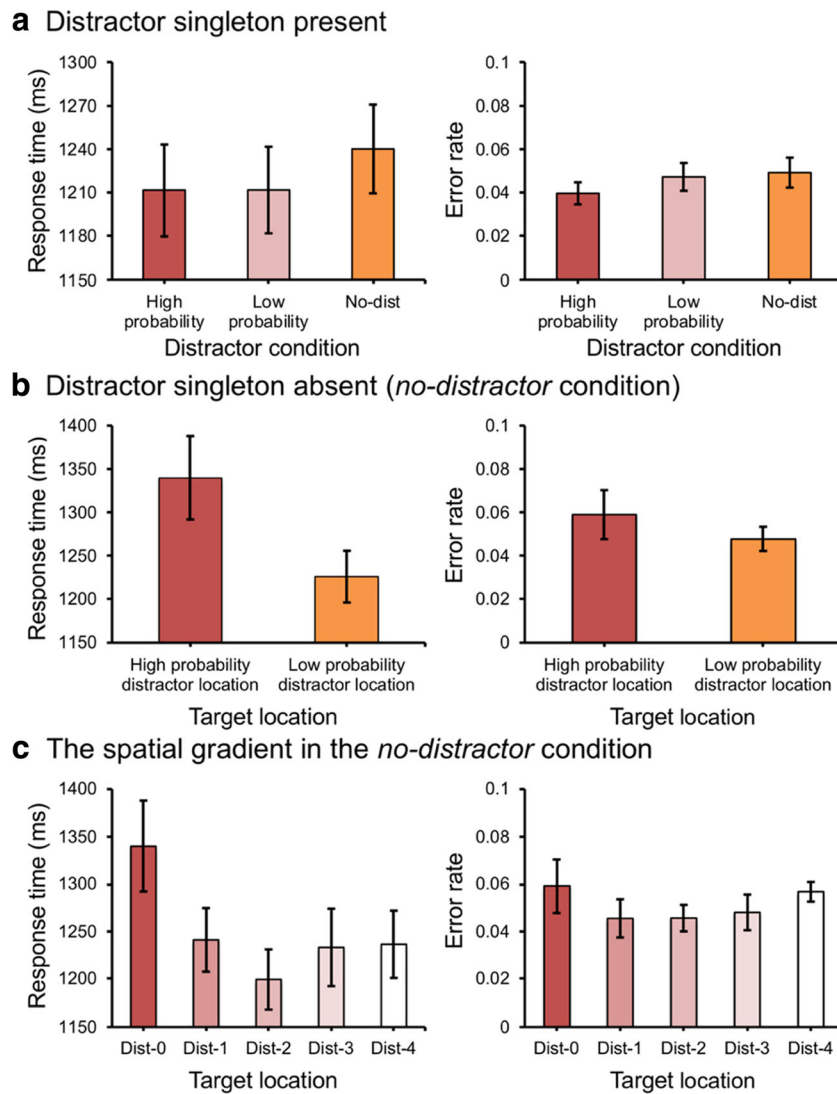 a Distractor singleton present
Response time (ms)
1300
1270
1240
1210
1180
1150
High probability
Low probability
No-dist
Distractor condition
Error rate
0.1
0.08
0.06
0.04
0.02
0
High probability
Low probability
No-dist
Distractor condition
b Distractor singleton absent (no-distractor condition)
Response time (ms)
1400
1350
1300
1250
1200
1150
High probability distractor location
Low probability distractor location
Target location
Error rate
0.1
0.08
0.06
0.04
0.02
0
High probability distractor location
Low probability distractor location
Target location
c The spatial gradient in the no-distractor condition
Response time (ms)
1400
1350
1300
1250
1200
1150
Dist-0 Dist-1 Dist-2 Dist-3 Dist-4
Target location
Error rate
0.1
0.08
0.06
0.04
0.02
0
Dist-0 Dist-1 Dist-2 Dist-3 Dist-4
Target location